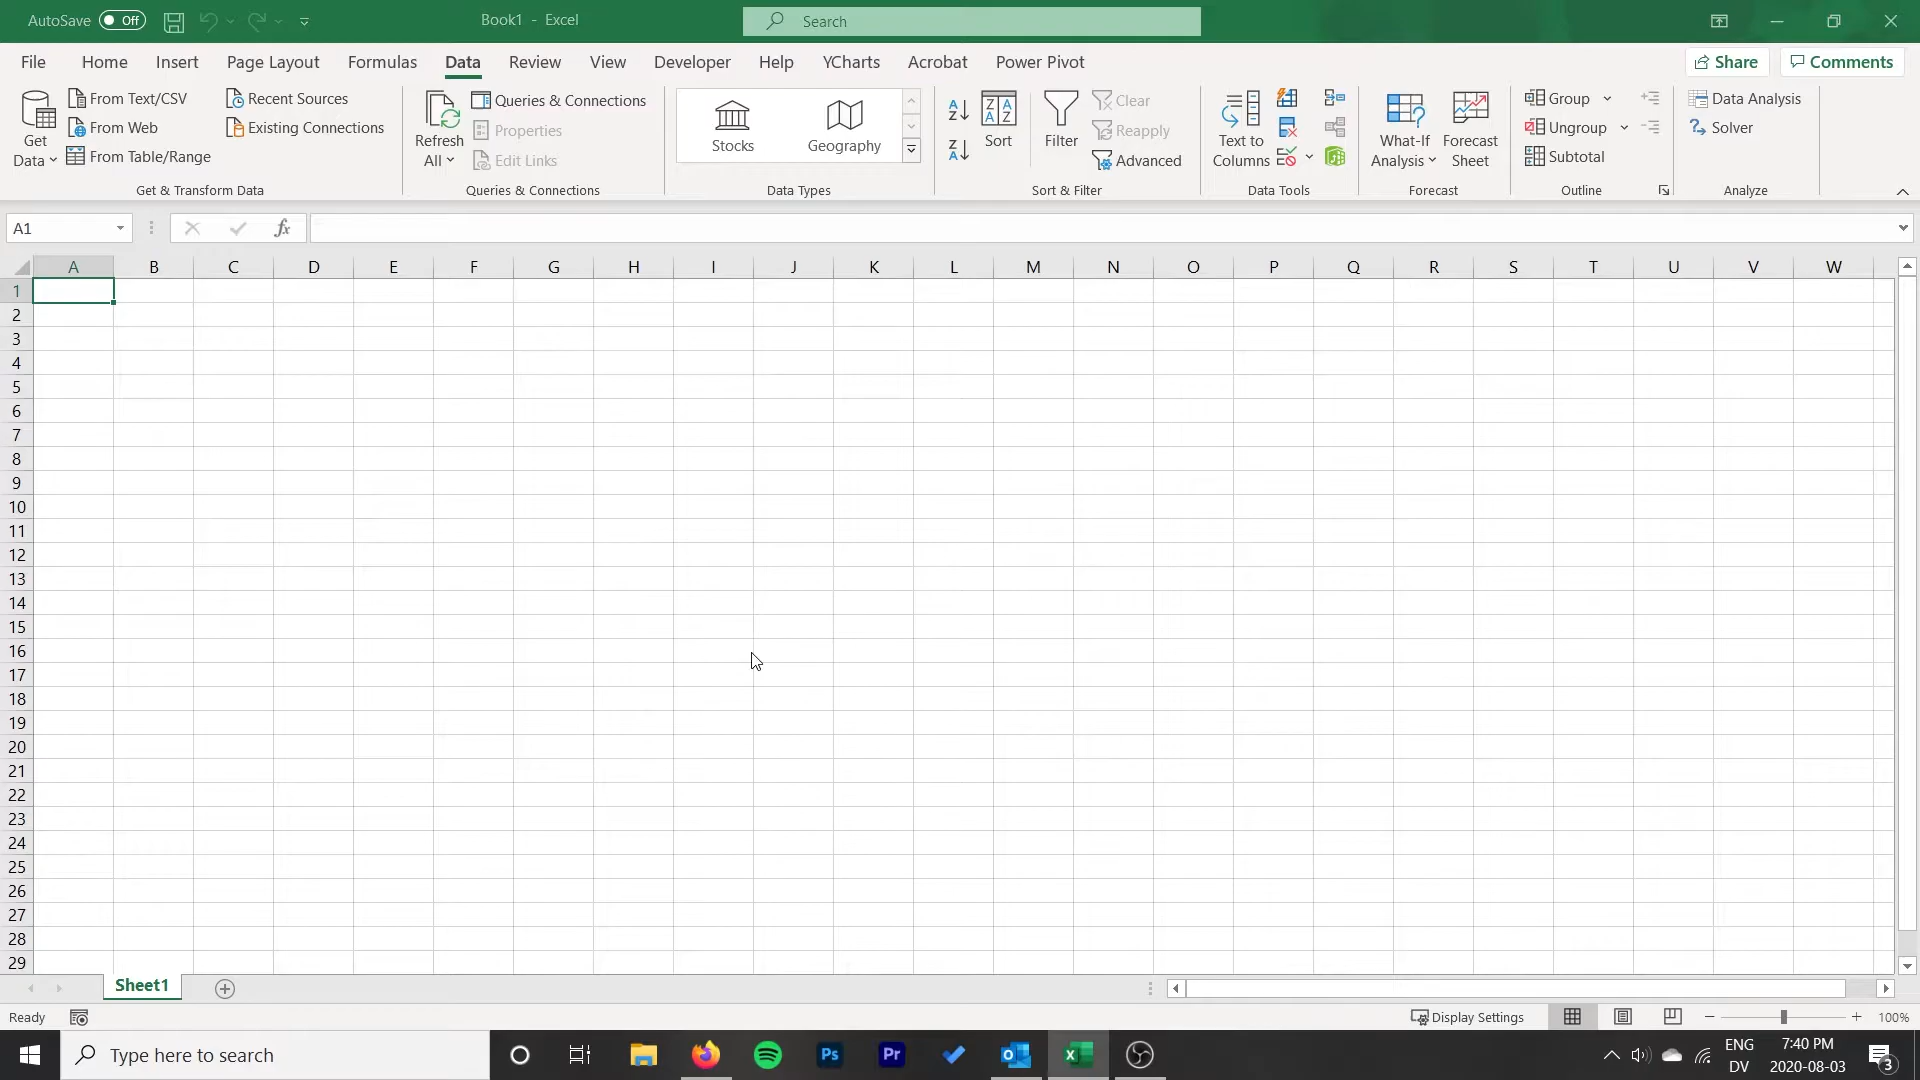 AutoSave Off Book1 - Excel Search
File Home Insert Page Layout Formulas Data Review View Developer Help YCharts Acrobat Power Pivot Share Comments
Get Data
From Text/CSV
From Web
From Table/Range
Recent Sources
Existing Connections
Get & Transform Data
Refresh All
Queries & Connections
Properties
Edit Links
Queries & Connections
Stocks
Geography
Data Types
Sort
Filter
Clear
Reapply
Advanced
Sort & Filter
Text to Columns
Data Tools
What-If Analysis
Forecast Sheet
Forecast
Group
Ungroup
Subtotal
Outline
Data Analysis
Solver
Analyze
A1 fx
A B C D E F G H I J K L M N O P Q R S T U V W
1
2
3
4
5
6
7
8
9
10
11
12
13
14
15
16
17
18
19
20
21
22
23
24
25
26
27
28
29
Sheet1
Ready Display Settings 100%
Type here to search Ps Pr ENG 7:40 PM
DV 2020-08-03 3